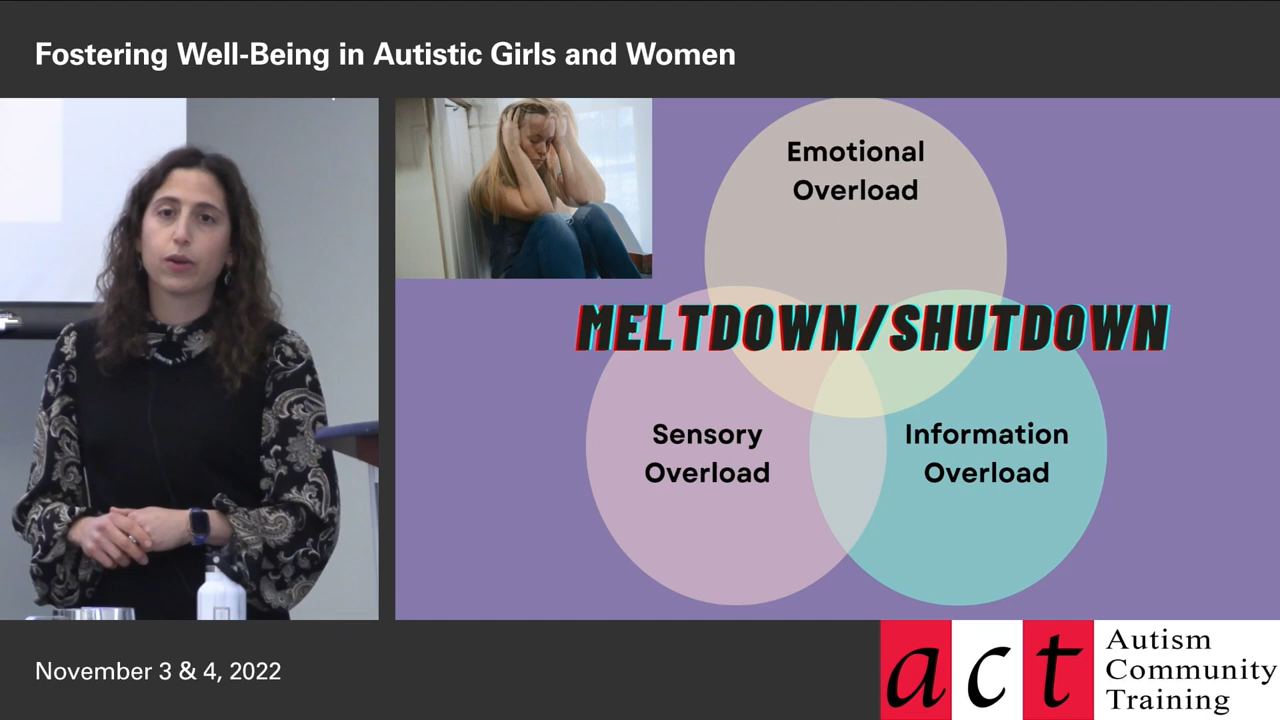 Fostering Well-Being in Autistic Girls and Women
Emotional
Overload
MELTDOWN/SHUTDOWN
Sensory
Overload
Information
Overload
November 3 & 4, 2022
act
Autism
Community
Training